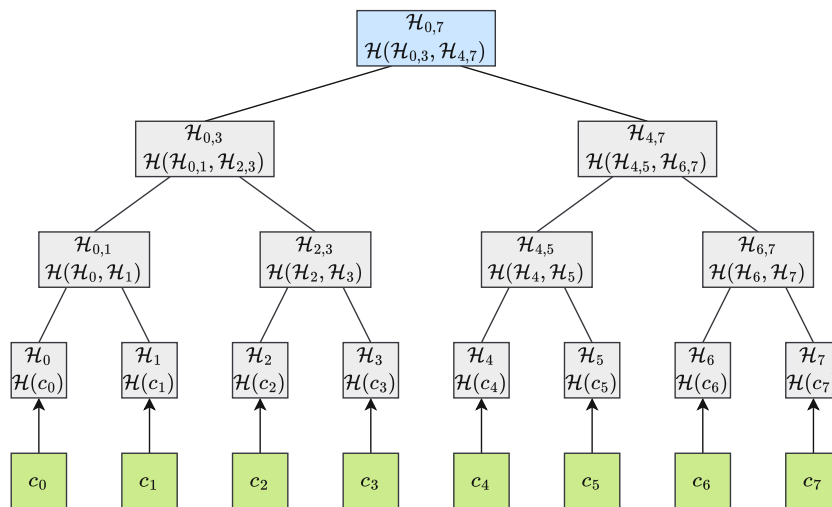 ℋ₀,₇
ℋ(ℋ₀,₃, ℋ₄,₇)
ℋ₀,₃
ℋ(ℋ₀,₁, ℋ₂,₃)
ℋ₄,₇
ℋ(ℋ₄,₅, ℋ₆,₇)
ℋ₀,₁
ℋ(ℋ₀, ℋ₁)
ℋ₂,₃
ℋ(ℋ₂, ℋ₃)
ℋ₄,₅
ℋ(ℋ₄, ℋ₅)
ℋ₆,₇
ℋ(ℋ₆, ℋ₇)
ℋ₀
ℋ(c₀)
ℋ₁
ℋ(c₁)
ℋ₂
ℋ(c₂)
ℋ₃
ℋ(c₃)
ℋ₄
ℋ(c₄)
ℋ₅
ℋ(c₅)
ℋ₆
ℋ(c₆)
ℋ₇
ℋ(c₇)
c₀
c₁
c₂
c₃
c₄
c₅
c₆
c₇